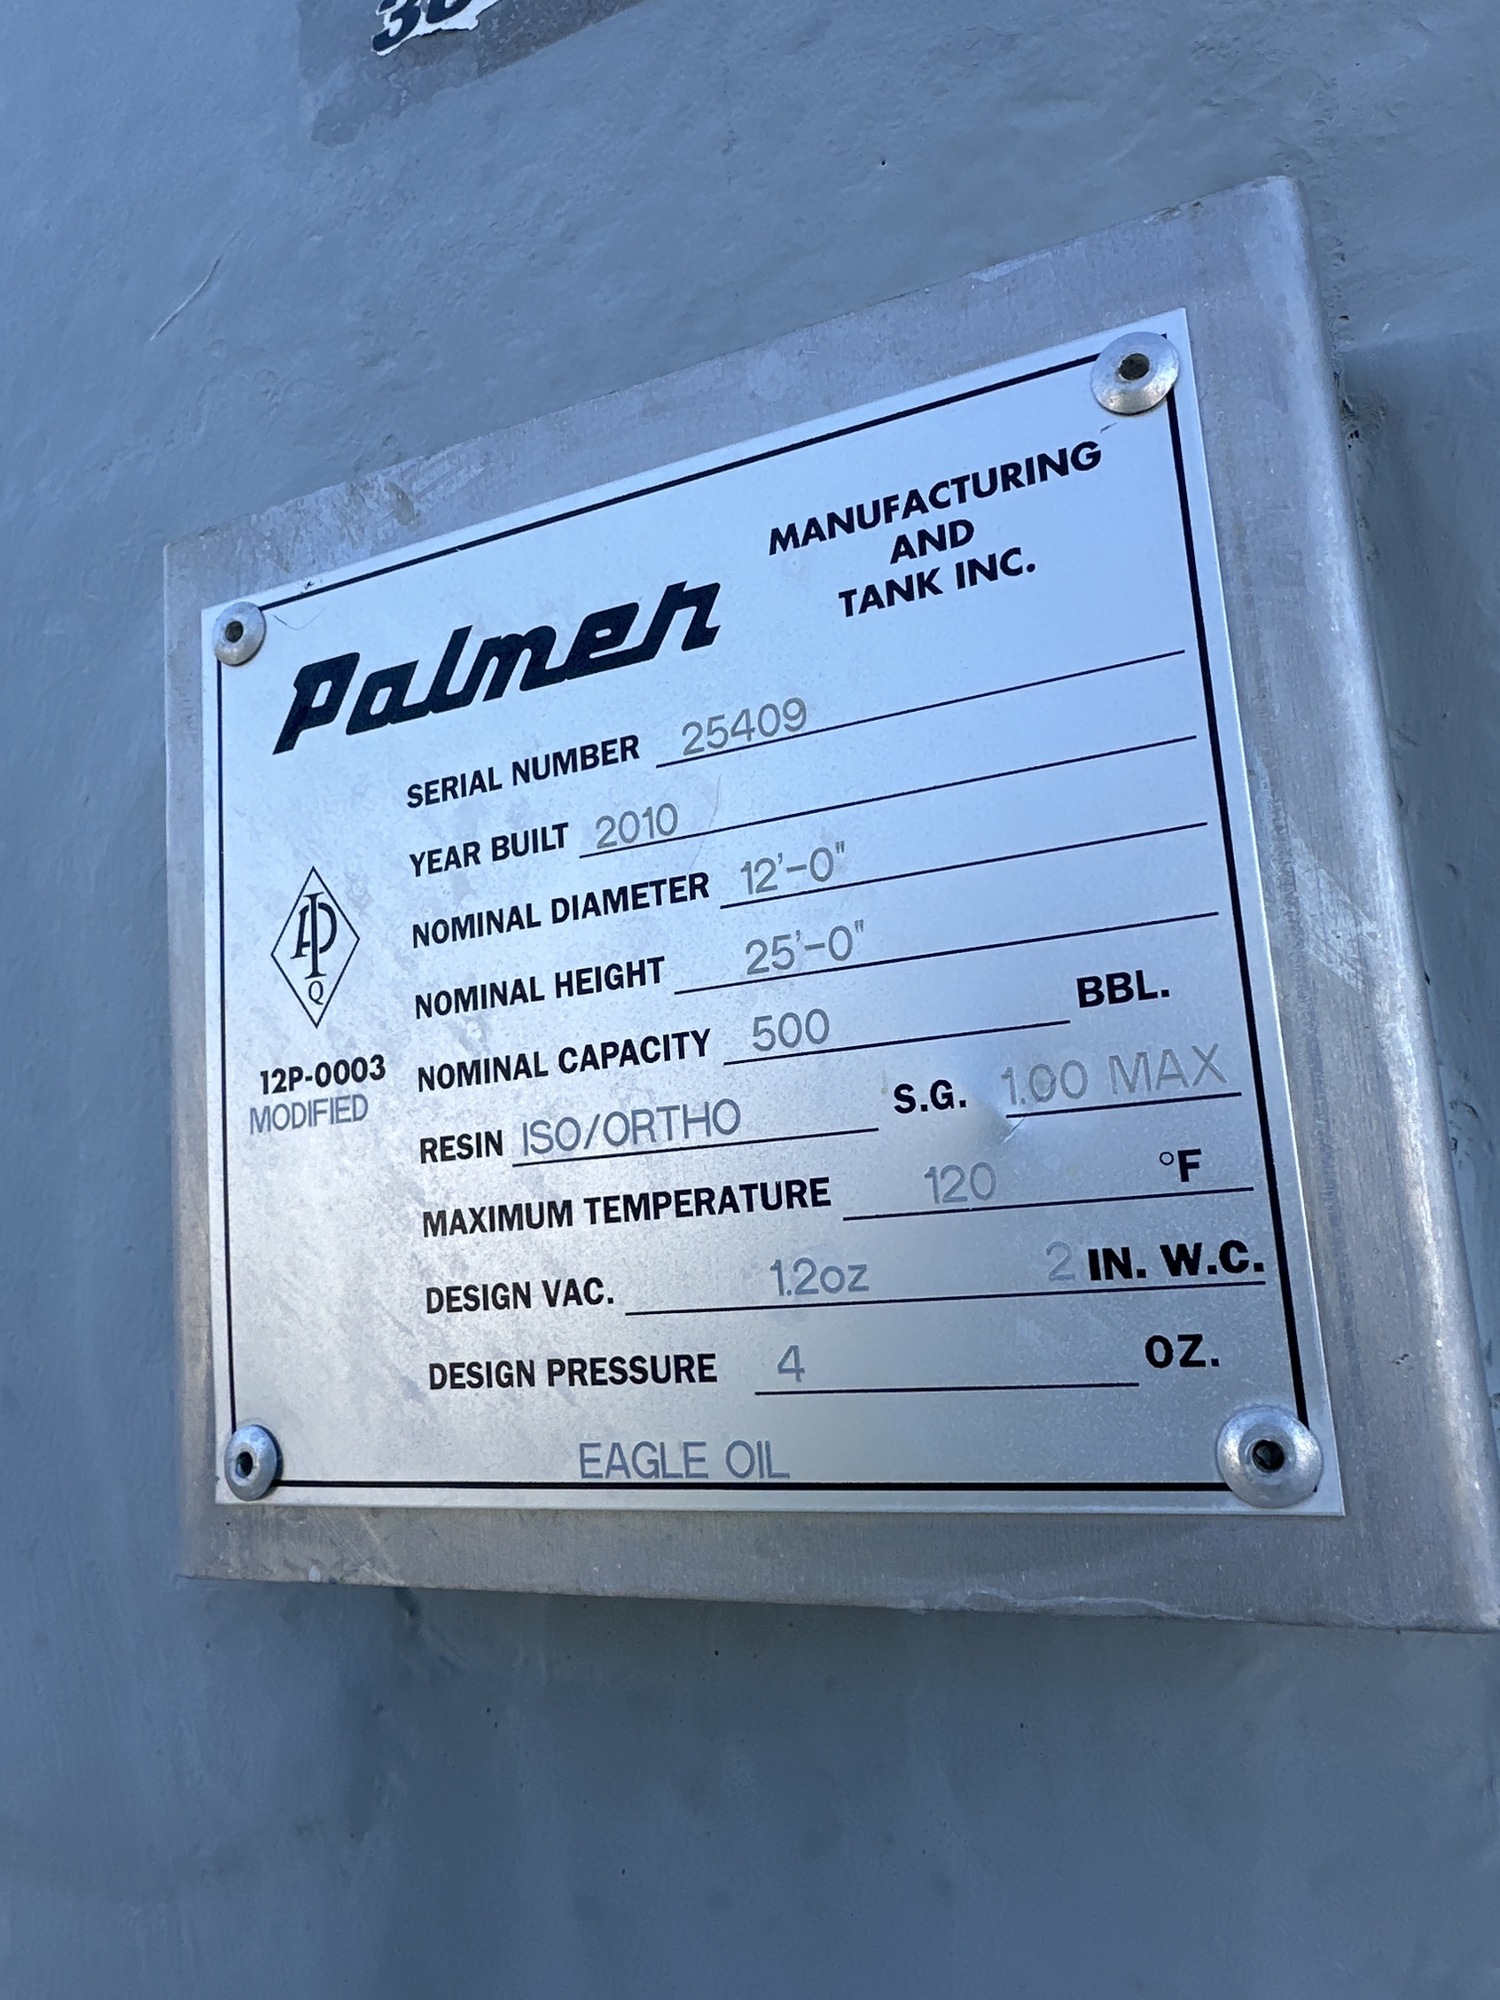 Palmer
MANUFACTURING
AND
TANK INC.
SERIAL NUMBER 25409
YEAR BUILT 2010
NOMINAL DIAMETER 12'-0"
NOMINAL HEIGHT 25'-0"
NOMINAL CAPACITY 500 BBL.
API
Q
12P-0003
MODIFIED
RESIN ISO/ORTHO S.G. 1.00 MAX
MAXIMUM TEMPERATURE 120 °F
DESIGN VAC. 1.2oz 2 IN. W.C.
DESIGN PRESSURE 4 OZ.
EAGLE OIL